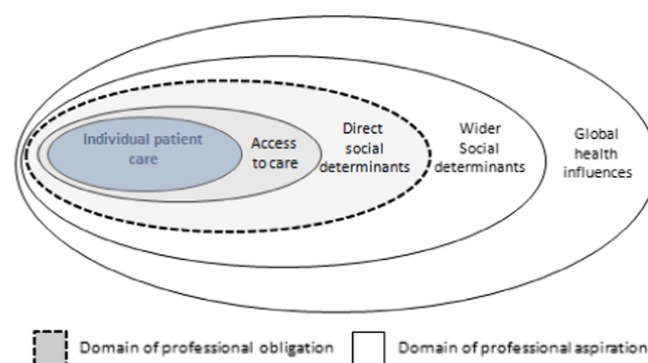 Individual patient
care
Access
to care
Direct
social
determinants
Wider
Social
determinants
Global
health
influences
Domain of professional obligation
Domain of professional aspiration